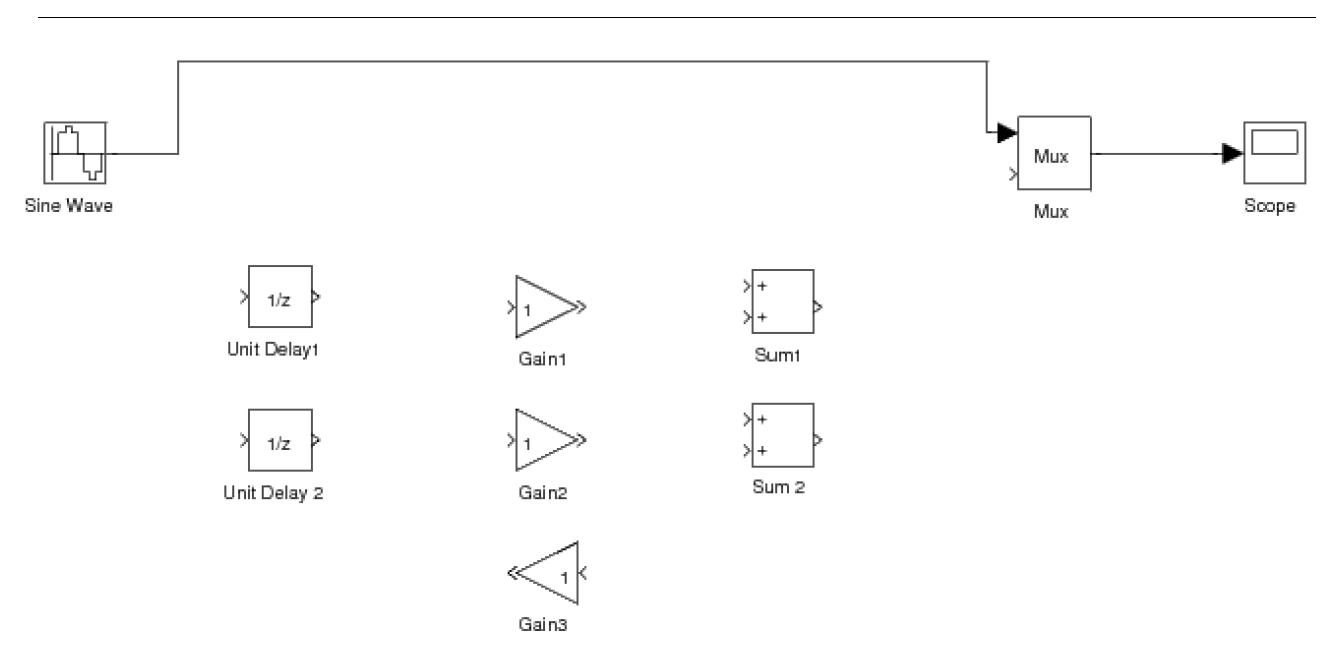 Mux
Sine Wave
Mux
Scope
1/z
1
+
+
Unit Delay1
Gain1
Sum1
1/z
1
+
+
Unit Delay 2
Gain2
Sum 2
1
Gain3